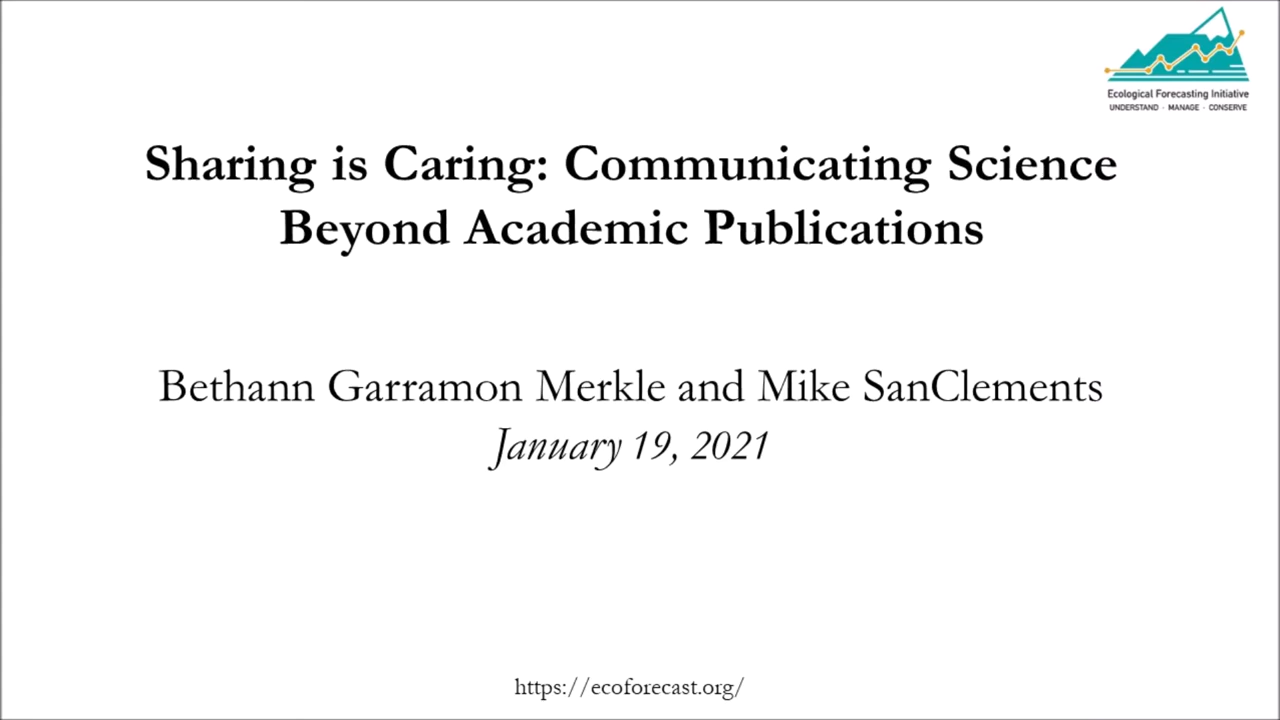 Ecological Forecasting Initiative
UNDERSTAND · MANAGE · CONSERVE
Sharing is Caring: Communicating Science
Beyond Academic Publications
Bethann Garramon Merkle and Mike SanClements
January 19, 2021
https://ecoforecast.org/